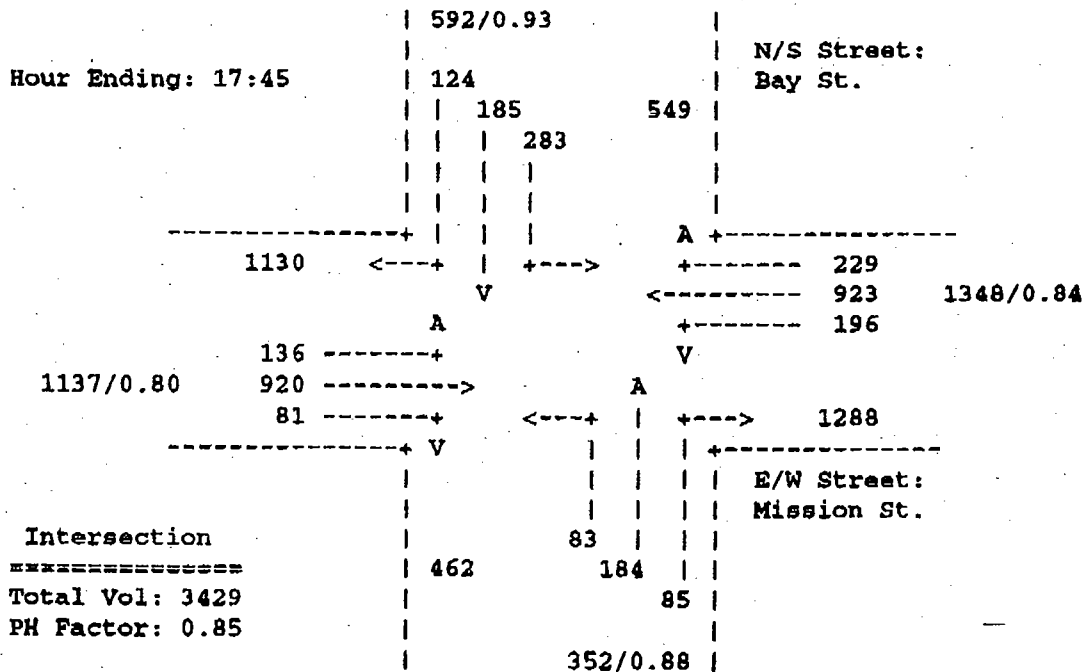 592/0.93
N/S Street:
Hour Ending: 17:45 124 Bay St.
185 549
283
A
1130 <---+ +---> +------- 229
V <--------- 923 1348/0.84
A +------- 196
136 -------+ V
1137/0.80 920 ---------> A
81 -------+ <---+ +---> 1288
V
E/W Street:
Mission St.
Intersection 83
=============== 462 184
Total Vol: 3429 85
PH Factor: 0.85
352/0.88